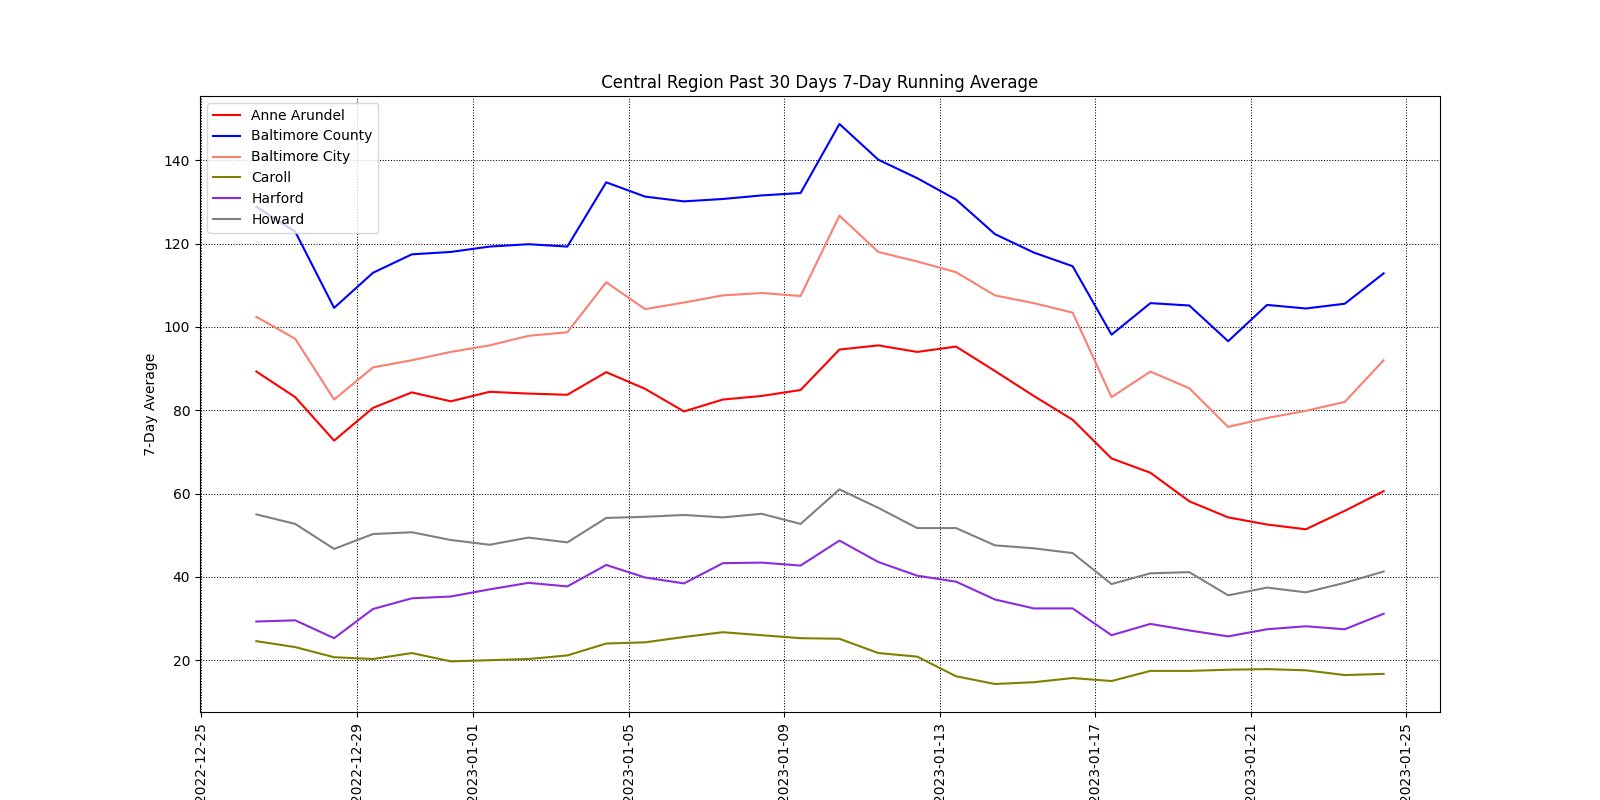 Central Region Past 30 Days 7-Day Running Average
Anne Arundel
Baltimore County
Baltimore City
Caroll
Harford
Howard
7-Day Average
140
120
100
80
60
40
20
2022-12-25
2022-12-29
2023-01-01
2023-01-05
2023-01-09
2023-01-13
2023-01-17
2023-01-21
2023-01-25